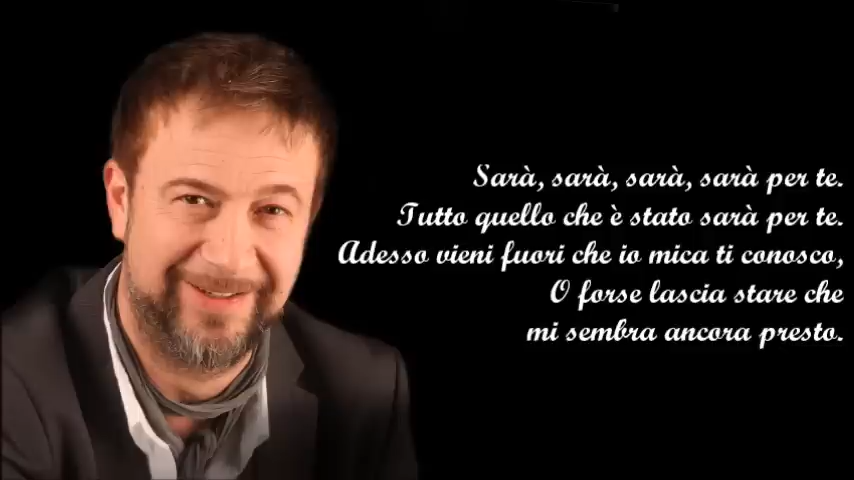 Sarà, sarà, sarà, sarà per te.
Tutto quello che è stato sarà per te.
Adesso vieni fuori che io mica ti conosco,
O forse lascia stare che
mi sembra ancora presto.